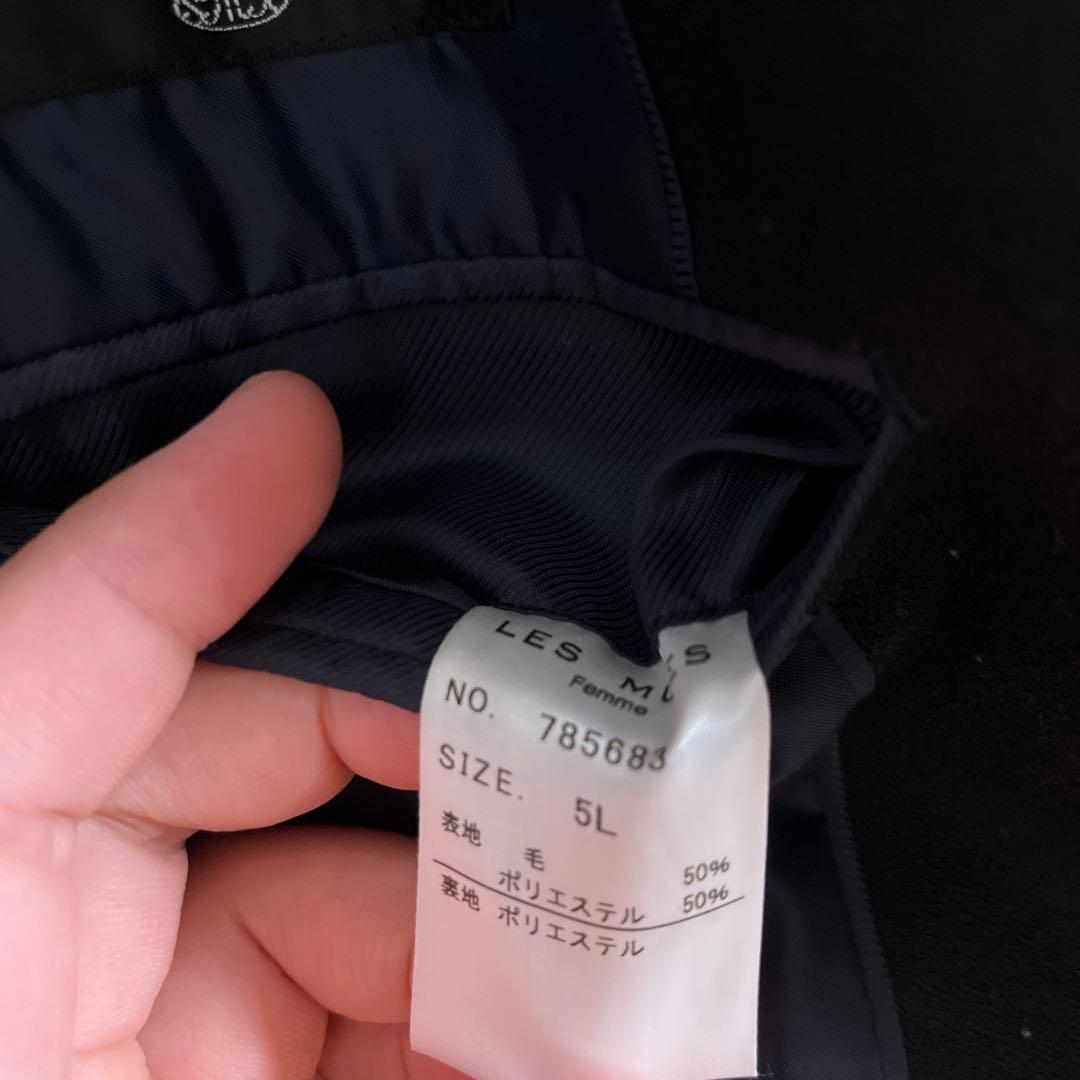 LES
Femme
NO. 785683
SIZE. 5L
表地 毛 50%
ポリエステル 50%
裏地 ポリエステル